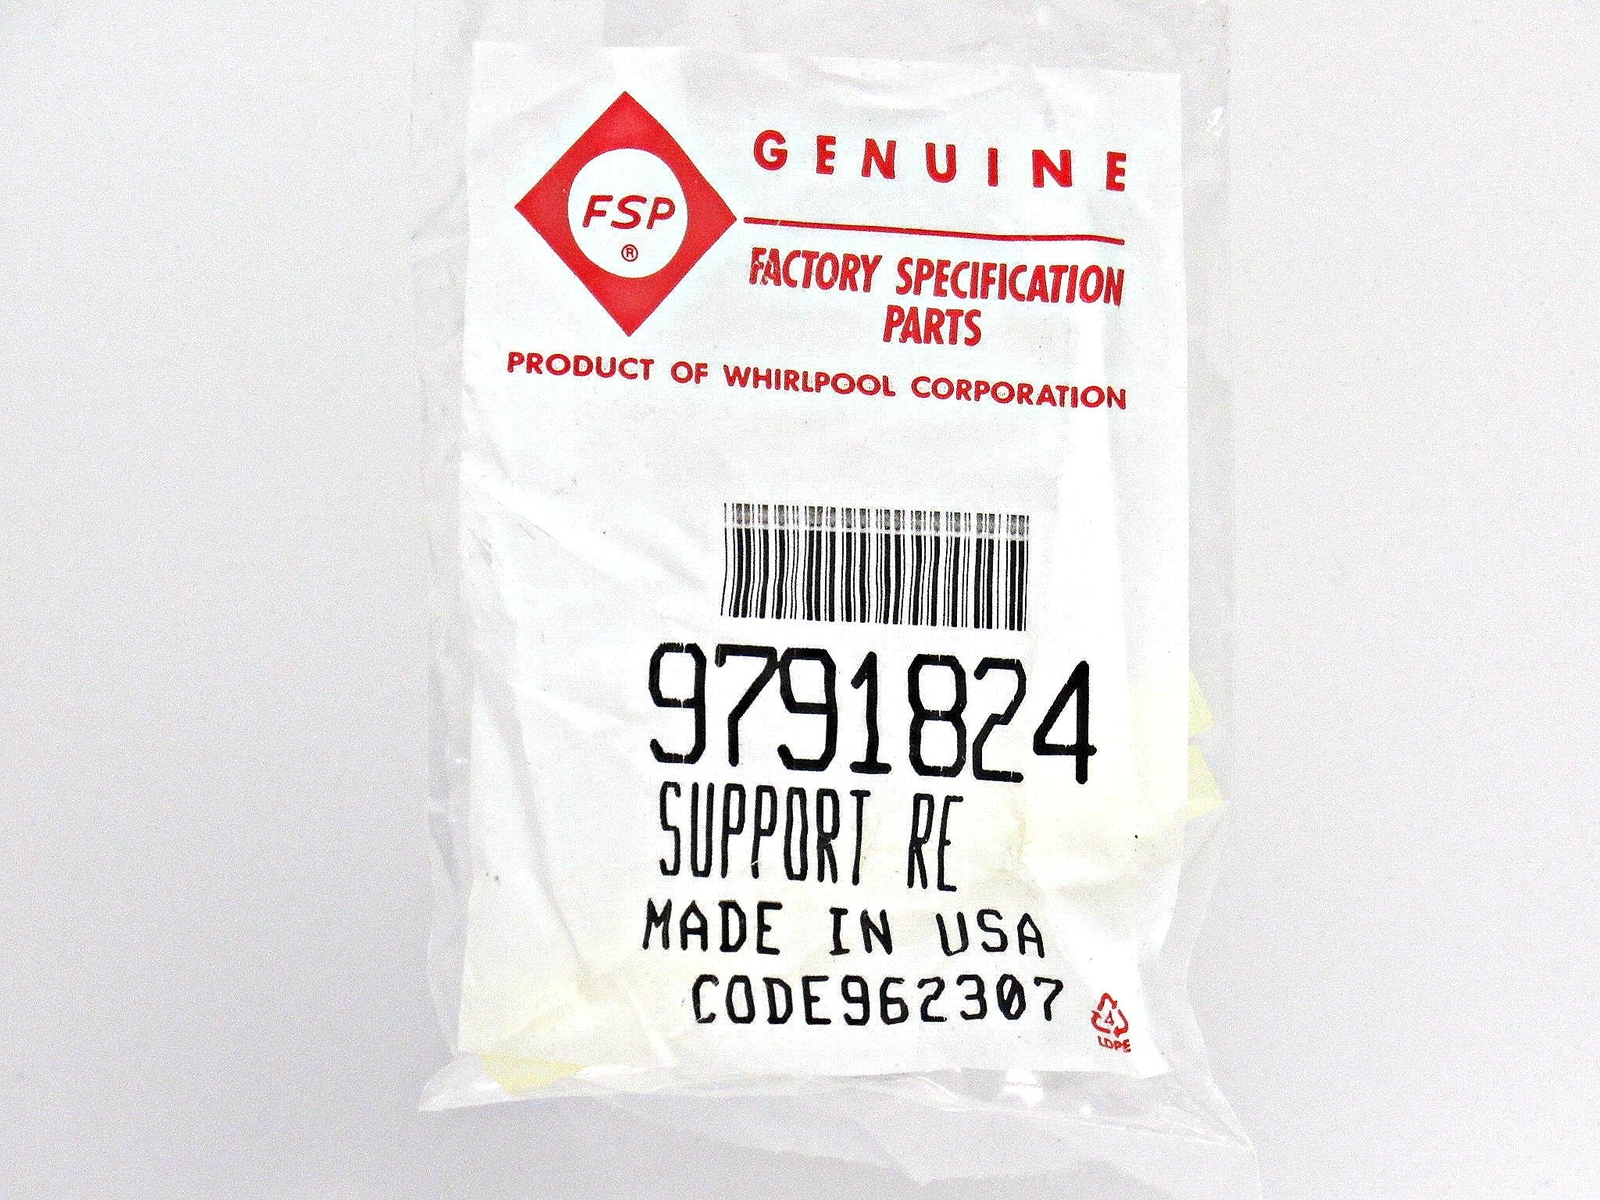 FSP
®
GENUINE
FACTORY SPECIFICATION
PARTS
PRODUCT OF WHIRLPOOL CORPORATION
9791824
SUPPORT RE
MADE IN USA
CODE962307
4
LDPE